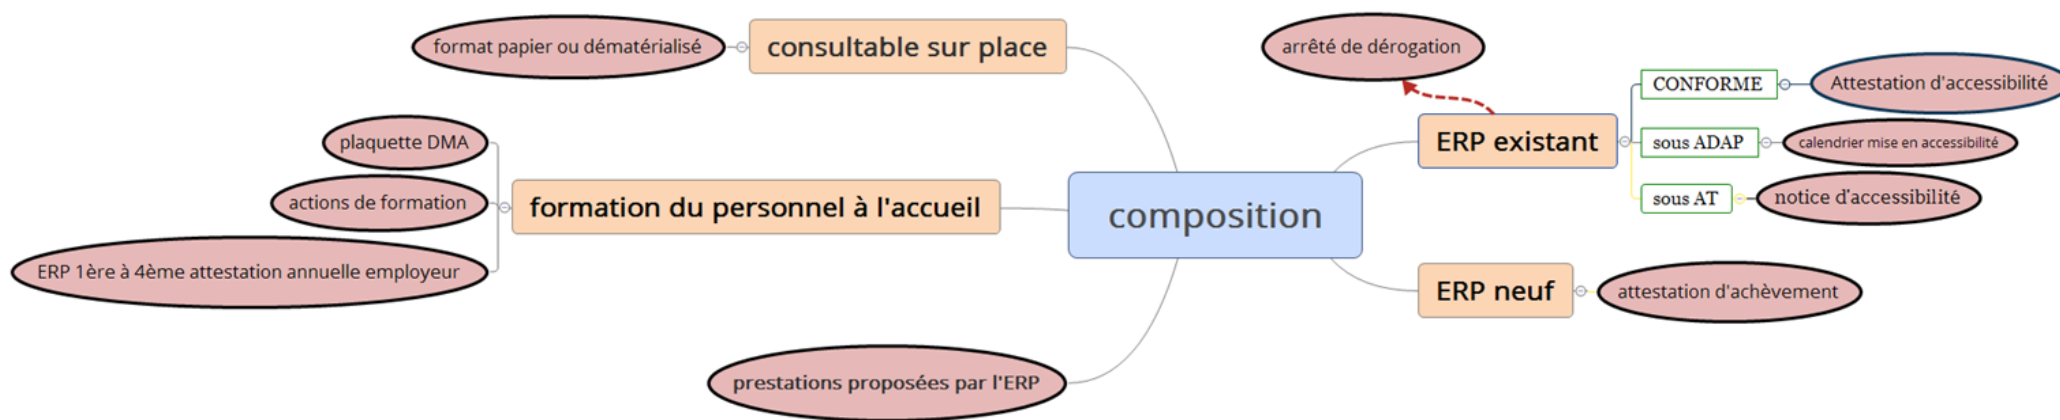 format papier ou dématérialisé
consultable sur place
plaquette DMA
actions de formation
ERP 1ère à 4ème attestation annuelle employeur
formation du personnel à l'accueil
prestations proposées par l'ERP
composition
arrêté de dérogation
ERP existant
CONFORME
Attestation d'accessibilité
sous ADAP
calendrier mise en accessibilité
sous AT
notice d'accessibilité
ERP neuf
attestation d'achèvement